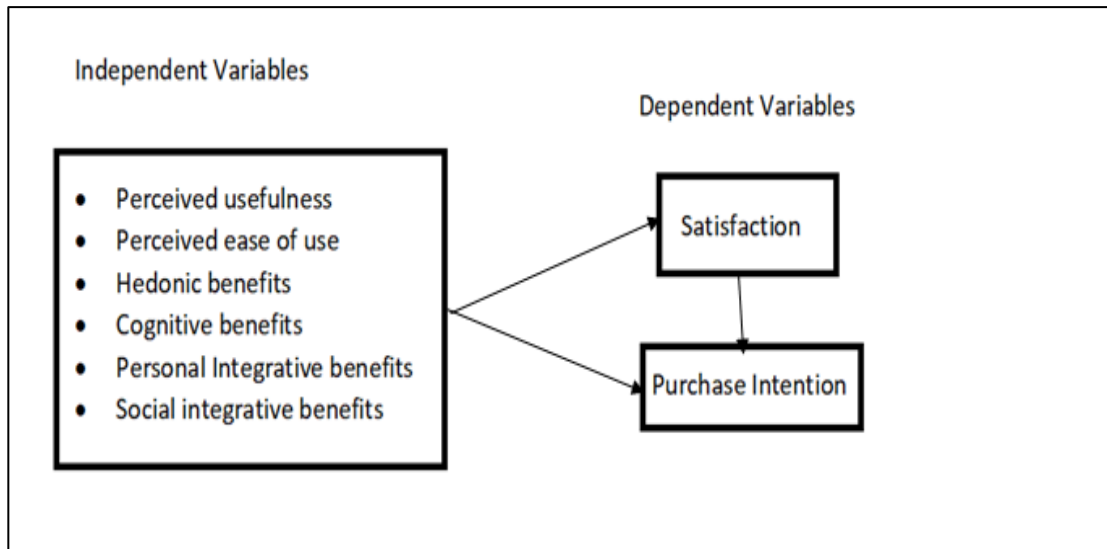 Independent Variables
Dependent Variables
• Perceived usefulness
• Perceived ease of use
• Hedonic benefits
• Cognitive benefits
• Personal Integrative benefits
• Social integrative benefits
Satisfaction
Purchase Intention